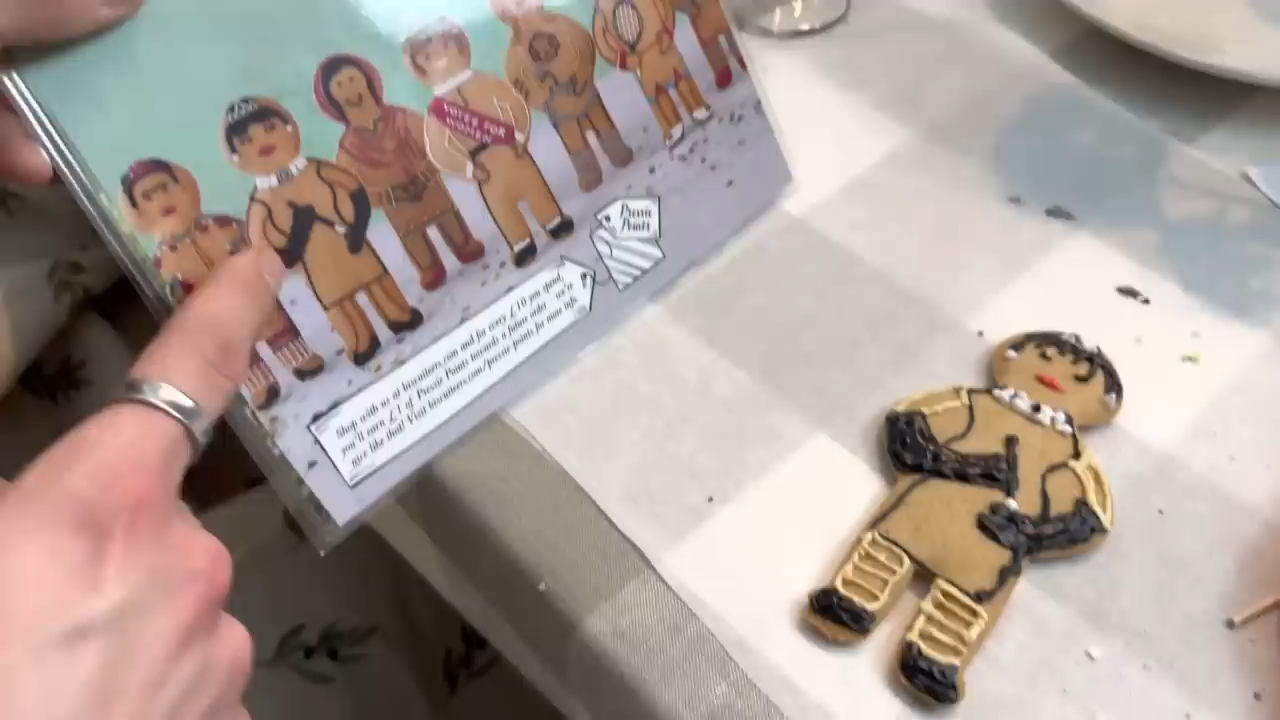 VOTES FOR
WOMEN
Pressie
Points
Shop with us at biscuiteers.com and for every £10 you spend,
you'll earn £1 of Pressie Points towards a future order - we're
nice like that! Visit biscuiteers.com/pressie-points for more info